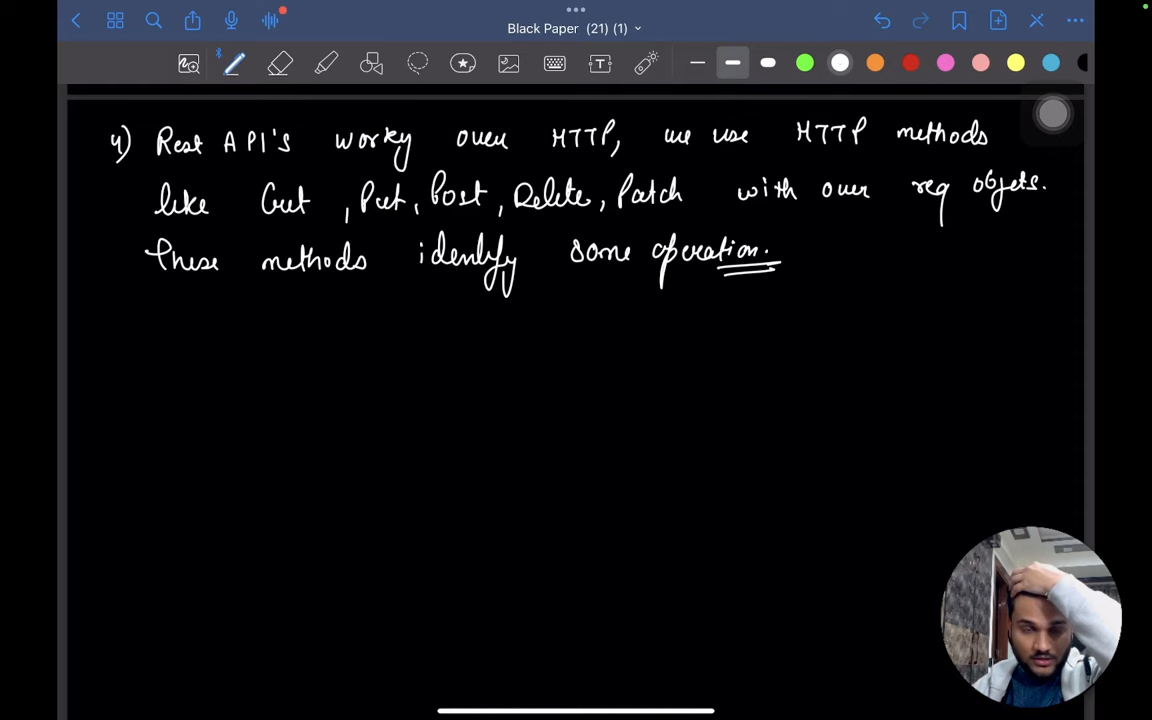 Black Paper (21) (1)
4) Rest API's works over HTTP, we use HTTP methods
like Get, Put, Post, Delete, Patch with our req objets.
These methods identify some operation.